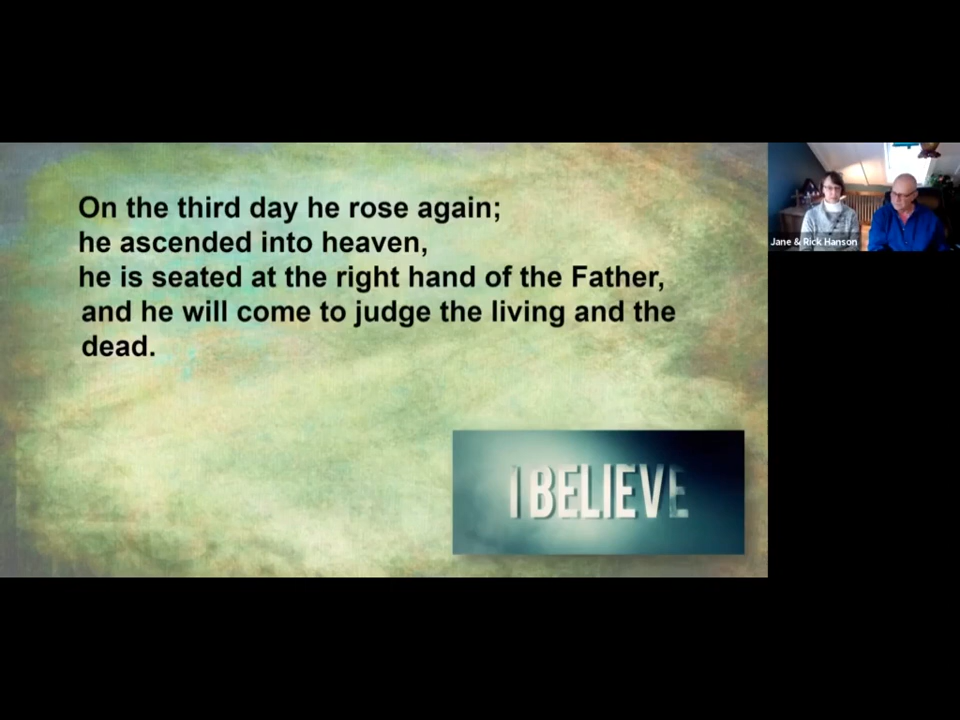 On the third day he rose again;
he ascended into heaven,
he is seated at the right hand of the Father,
and he will come to judge the living and the
dead.
I BELIEVE
Jane & Rick Hanson